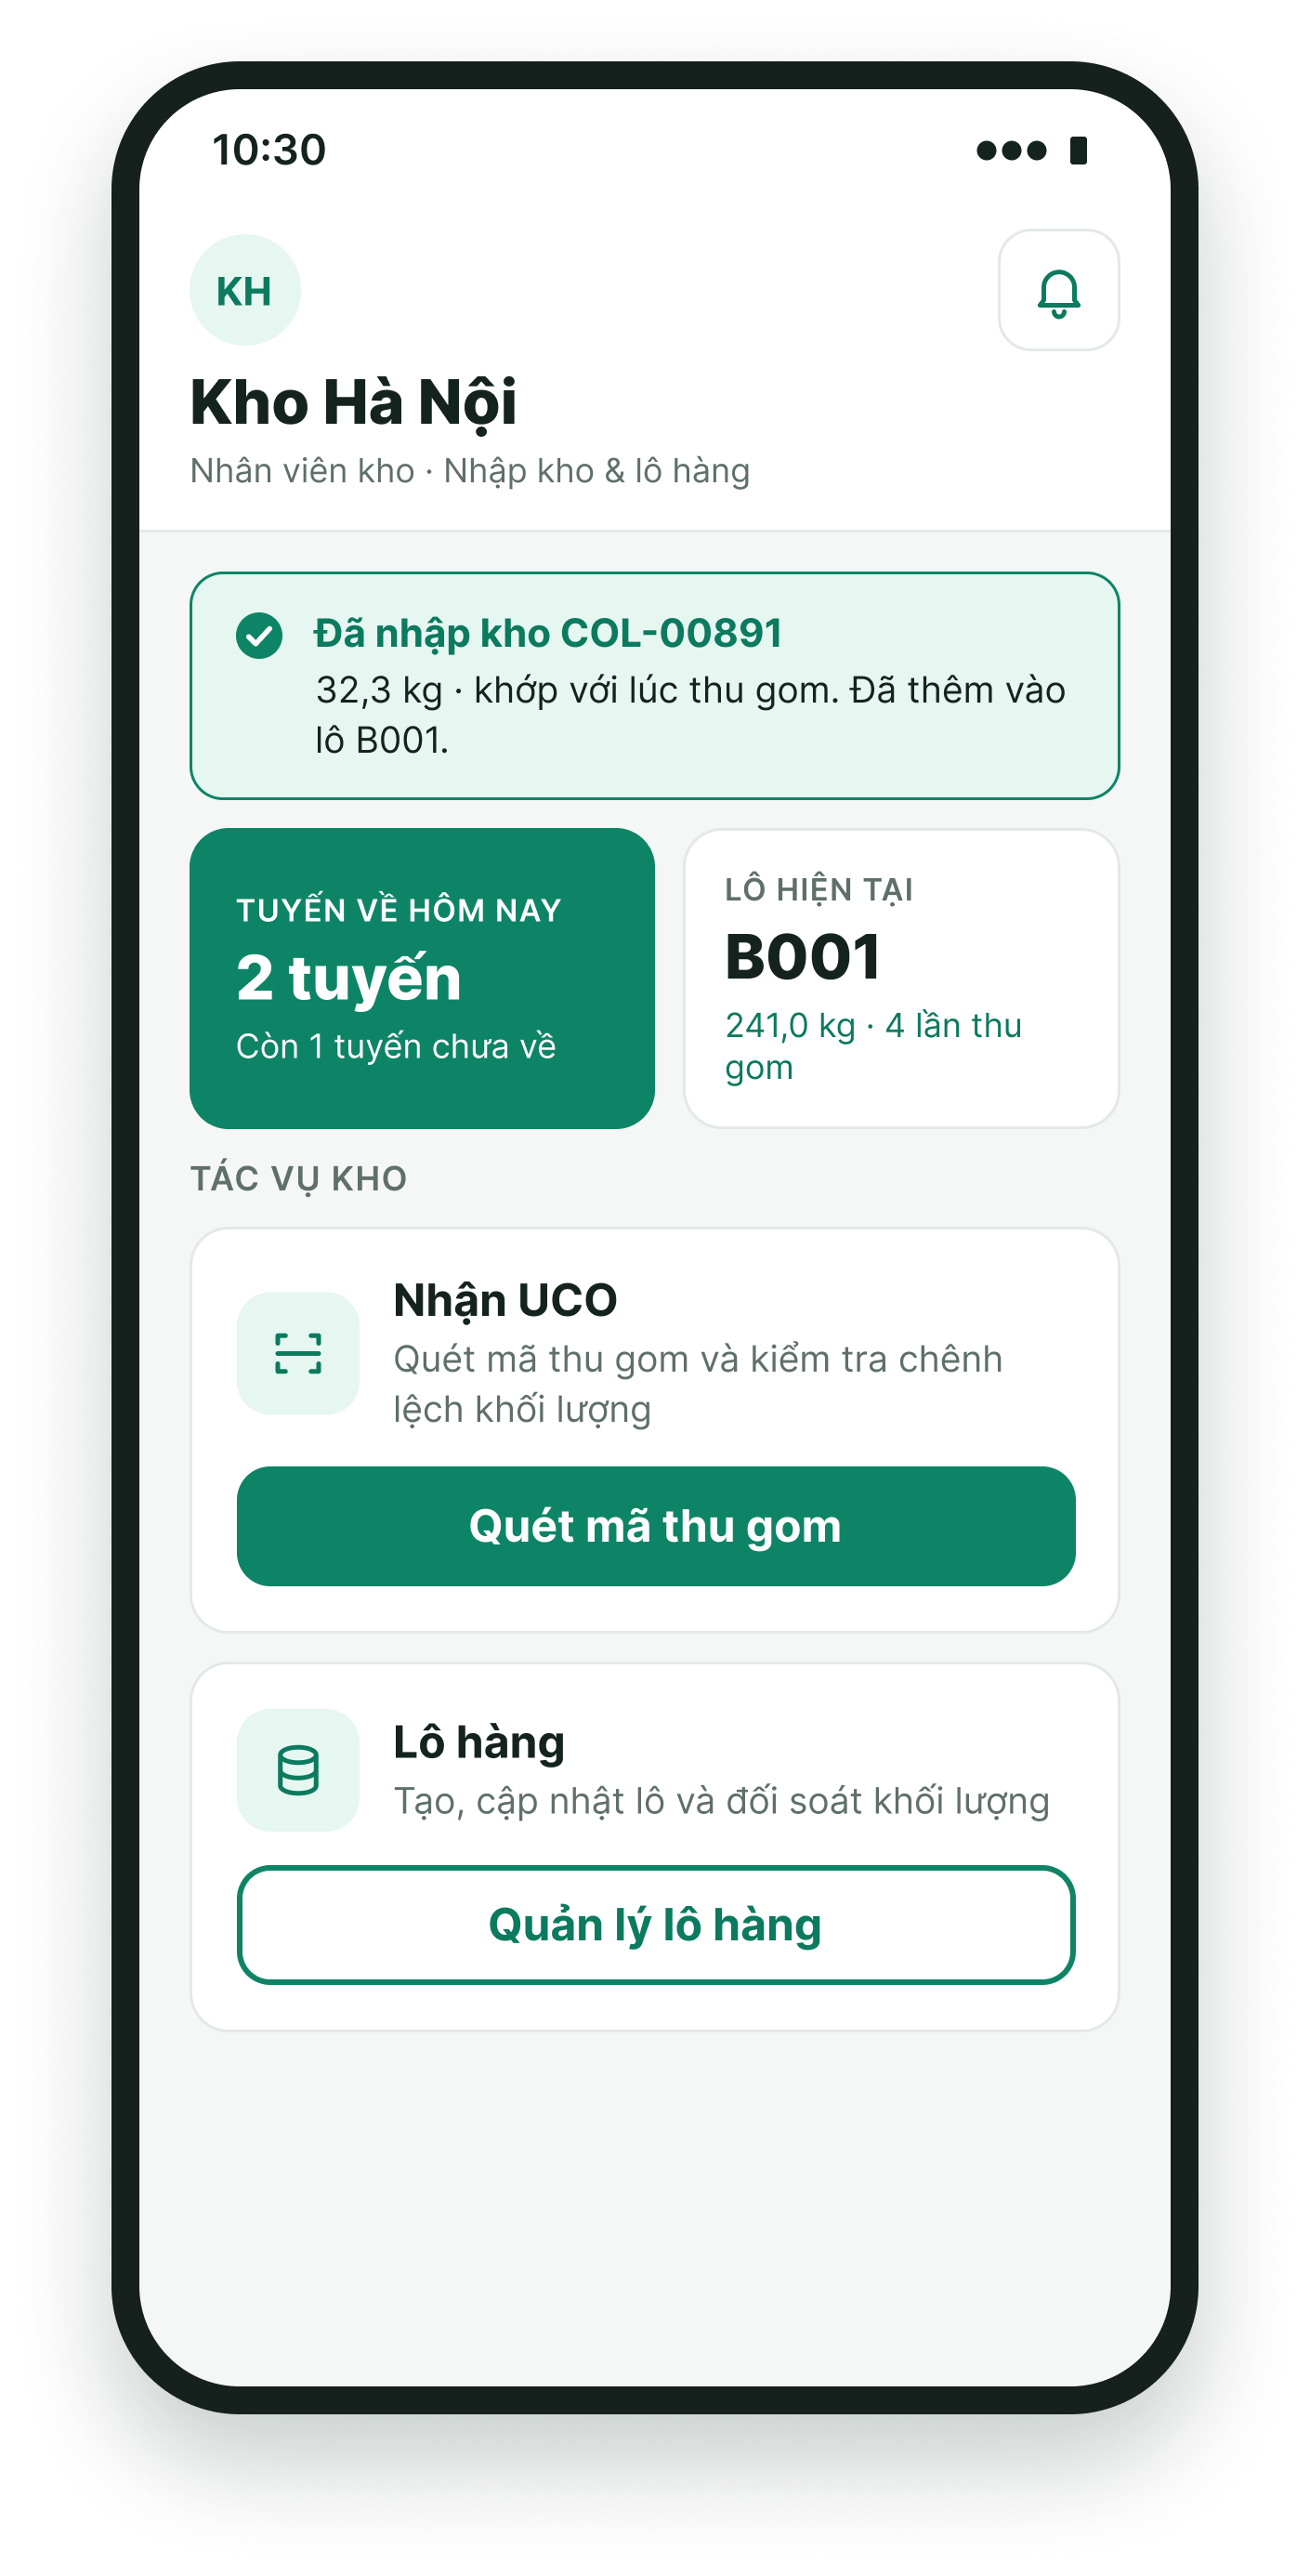 10:30
KH
Kho Hà Nội
Nhân viên kho · Nhập kho & lô hàng
Đã nhập kho COL-00891
32,3 kg · khớp với lúc thu gom. Đã thêm vào
lô B001.
TUYẾN VỀ HÔM NAY
2 tuyến
Còn 1 tuyến chưa về
LÔ HIỆN TẠI
B001
241,0 kg · 4 lần thu
gom
TÁC VỤ KHO
Nhận UCO
Quét mã thu gom và kiểm tra chênh
lệch khối lượng
Quét mã thu gom
Lô hàng
Tạo, cập nhật lô và đối soát khối lượng
Quản lý lô hàng